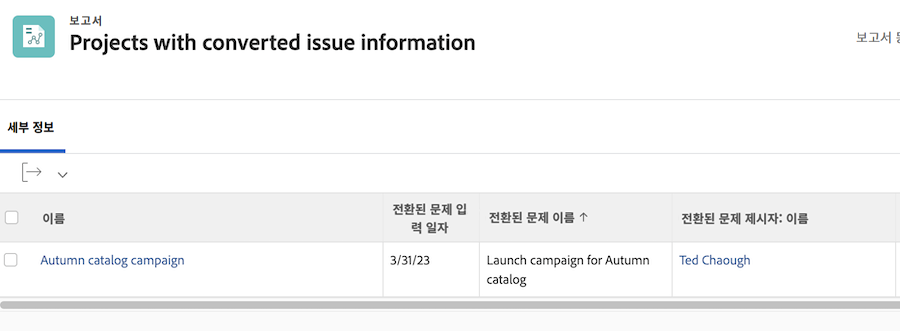 보고서
Projects with converted issue information
보고서
세부 정보
이름
전환된 문제 입
력 일자
전환된 문제 이름 ↑
전환된 문제 제시자: 이름
Autumn catalog campaign
3/31/23
Launch campaign for Autumn
catalog
Ted Chaough